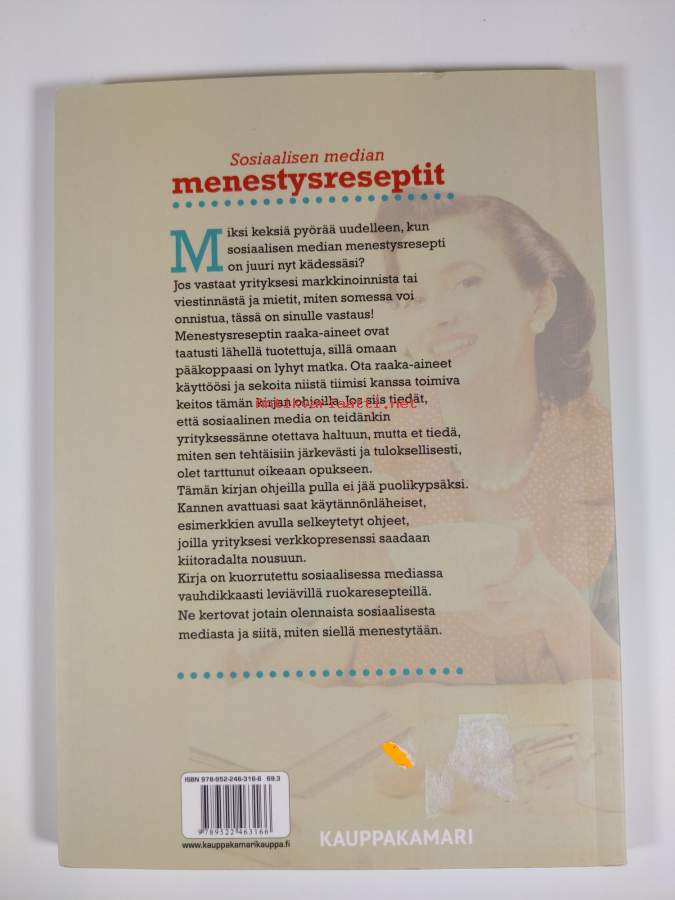 Sosiaalisen median
menestysreseptit
Miksi keksiä pyörää uudelleen, kun
sosiaalisen median menestysresepti
on juuri nyt kädessäsi?
Jos vastaat yrityksesi markkinoinnista tai
viestinnästä ja mietit, miten somessa voi
onnistua, tässä on sinulle vastaus!
Menestysreseptin raaka-aineet ovat
taatusti lähellä tuotettuja, sillä omaan
pääkoppaasi on lyhyt matka. Ota raaka-aineet
käyttöösi ja sekoita niistä tiimisi kanssa toimiva
keitos tämän kirjan ohjeilla. Jos siis tiedät,
Antikvariaatti.net
että sosiaalinen media on teidänkin
yrityksessänne otettava haltuun, mutta et tiedä,
miten sen tehtäisiin järkevästi ja tuloksellisesti,
olet tarttunut oikeaan opukseen.
Tämän kirjan ohjeilla pulla ei jää puolikypsäksi.
Kannen avattuasi saat käytännönläheiset,
esimerkkien avulla selkeytetyt ohjeet,
joilla yrityksesi verkkopresenssi saadaan
kiitoradalta nousuun.
Kirja on kuorrutettu sosiaalisessa mediassa
vauhdikkaasti leviävillä ruokaresepteillä.
Ne kertovat jotain olennaista sosiaalisesta
mediasta ja siitä, miten siellä menestytään.
ISBN 978-952-246-316-6 69.3
9 789522 463166
www.kauppakamarikauppa.fi
KAUPPAKAMARI